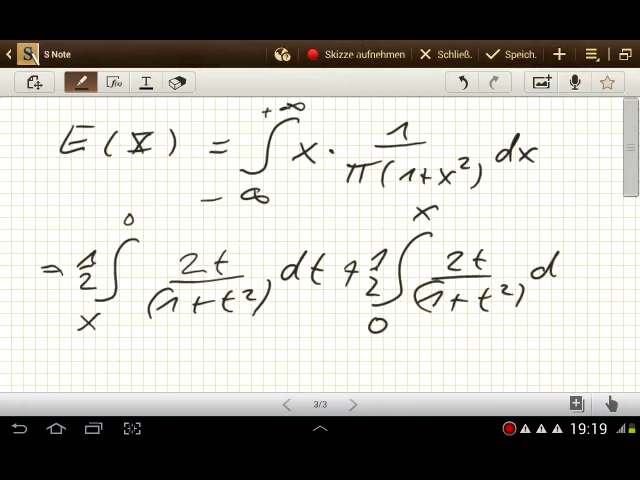 S Note
Skizze aufnehmen
Schließ.
Speich.
f(x)
T
E(X) = ∫_{-∞}^{+∞} x · 1/(π(1+x²)) dx
= 1/2 ∫_{x}^{0} 2t/(1+t²) dt + 1/2 ∫_{0}^{x} 2t/(1+t²) d
3/3
19:19